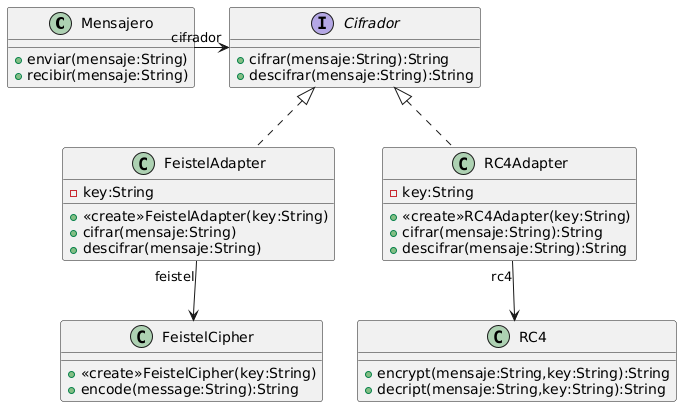 C Mensajero
enviar(mensaje:String)
recibir(mensaje:String)
cifrador
I Cifrador
cifrar(mensaje:String):String
descifrar(mensaje:String):String
C FeistelAdapter
key:String
«create»FeistelAdapter(key:String)
cifrar(mensaje:String)
descifrar(mensaje:String)
C RC4Adapter
key:String
«create»RC4Adapter(key:String)
cifrar(mensaje:String):String
descifrar(mensaje:String):String
feistel
rc4
C FeistelCipher
«create»FeistelCipher(key:String)
encode(message:String):String
C RC4
encrypt(mensaje:String,key:String):String
decript(mensaje:String,key:String):String